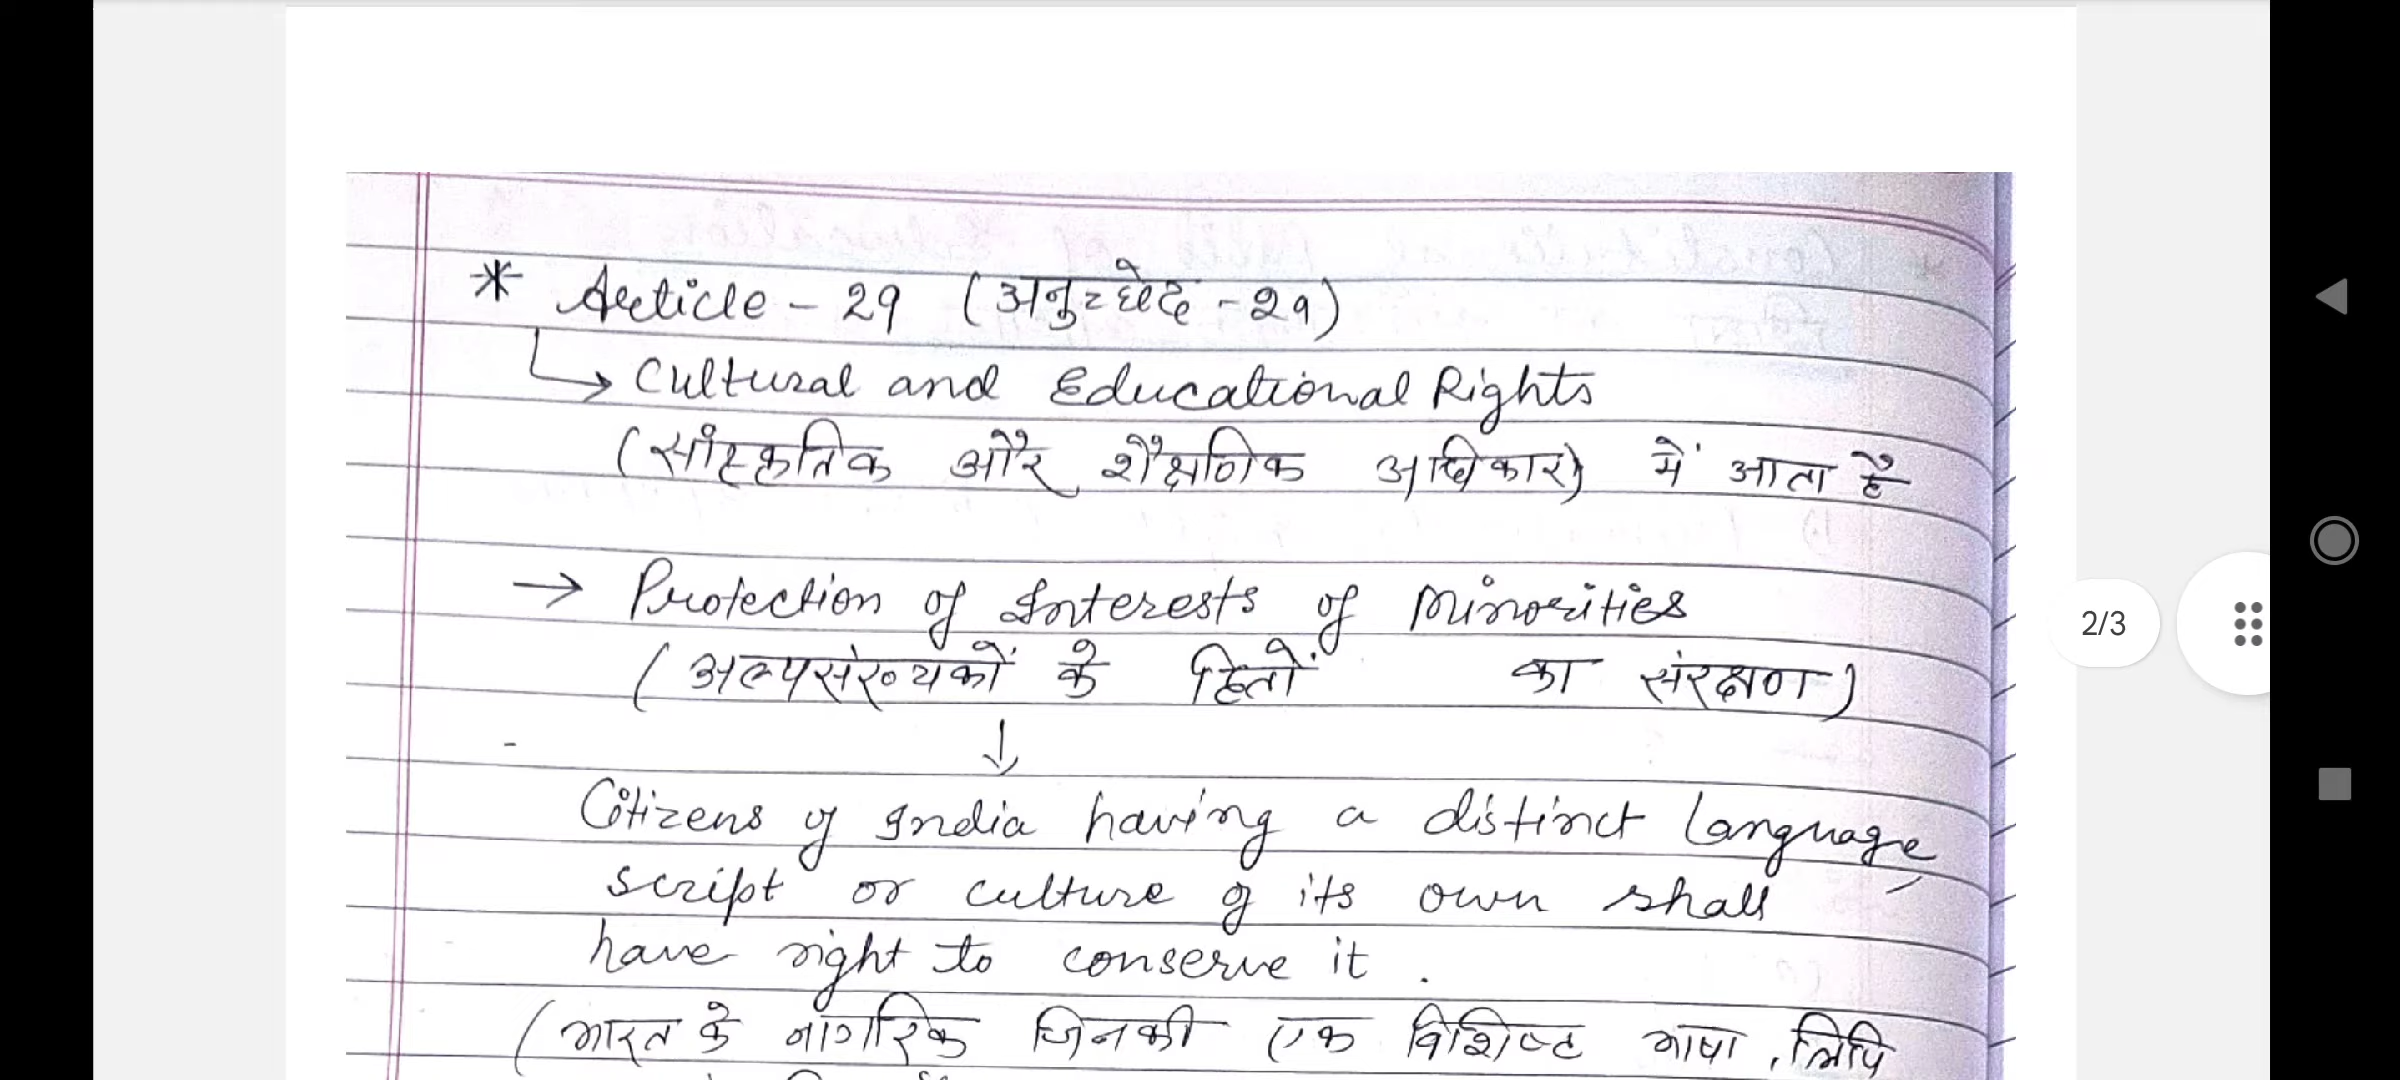 * Article - 29 (अनुच्छेद - 29)
↳ Cultural and Educational Rights
(सांस्कृतिक और शैक्षणिक अधिकार) में आता है
→ Protection of Interests of Minorities
(अल्पसंख्यकों के हितों का संरक्षण)
↓
Citizens of India having a distinct Language,
script or culture of its own shall
have right to conserve it.
(भारत के नागरिक जिनकी एक विशिष्ट भाषा, लिपि
2/3